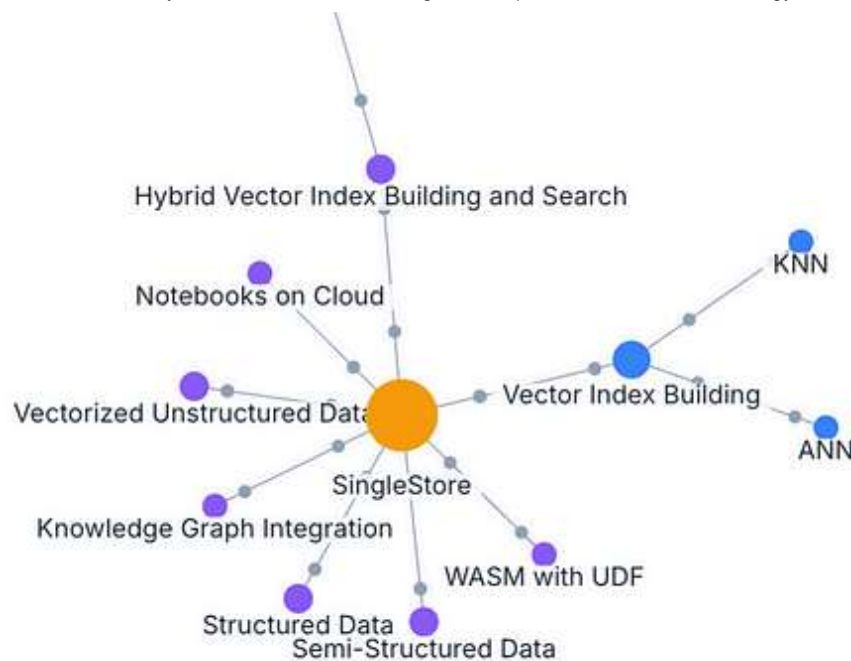 Hybrid Vector Index Building and Search
KNN
Notebooks on Cloud
Vector Index Building
Vectorized Unstructured Data
ANN
SingleStore
Knowledge Graph Integration
WASM with UDF
Structured Data
Semi-Structured Data